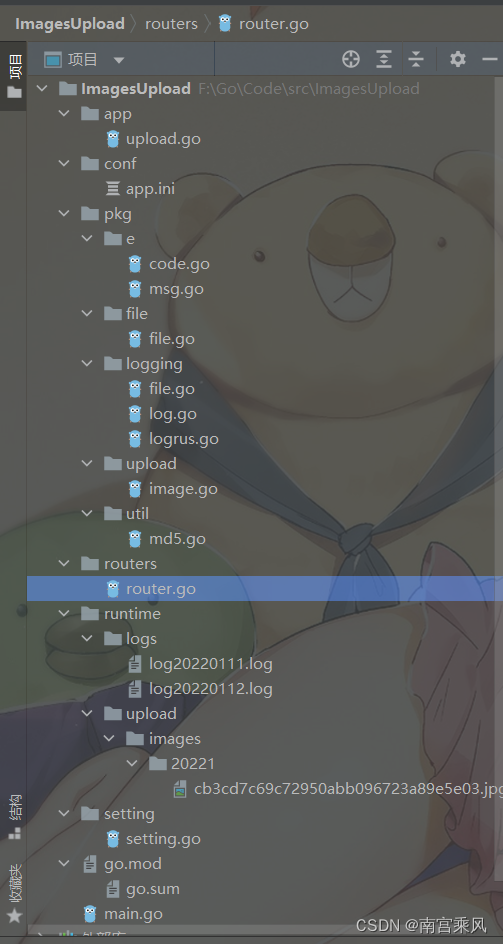 ImagesUpload routers router.go
项目
项目
ImagesUpload F:\Go\Code\src\ImagesUpload
app
upload.go
conf
app.ini
pkg
e
code.go
msg.go
file
file.go
logging
file.go
log.go
logrus.go
upload
image.go
util
md5.go
routers
router.go
runtime
logs
log20220111.log
log20220112.log
upload
images
20221
cb3cd7c69c72950abb096723a89e5e03.jpg
setting
setting.go
go.mod
go.sum
main.go
外部库
结构
收藏夹
CSDN @南宫乘风